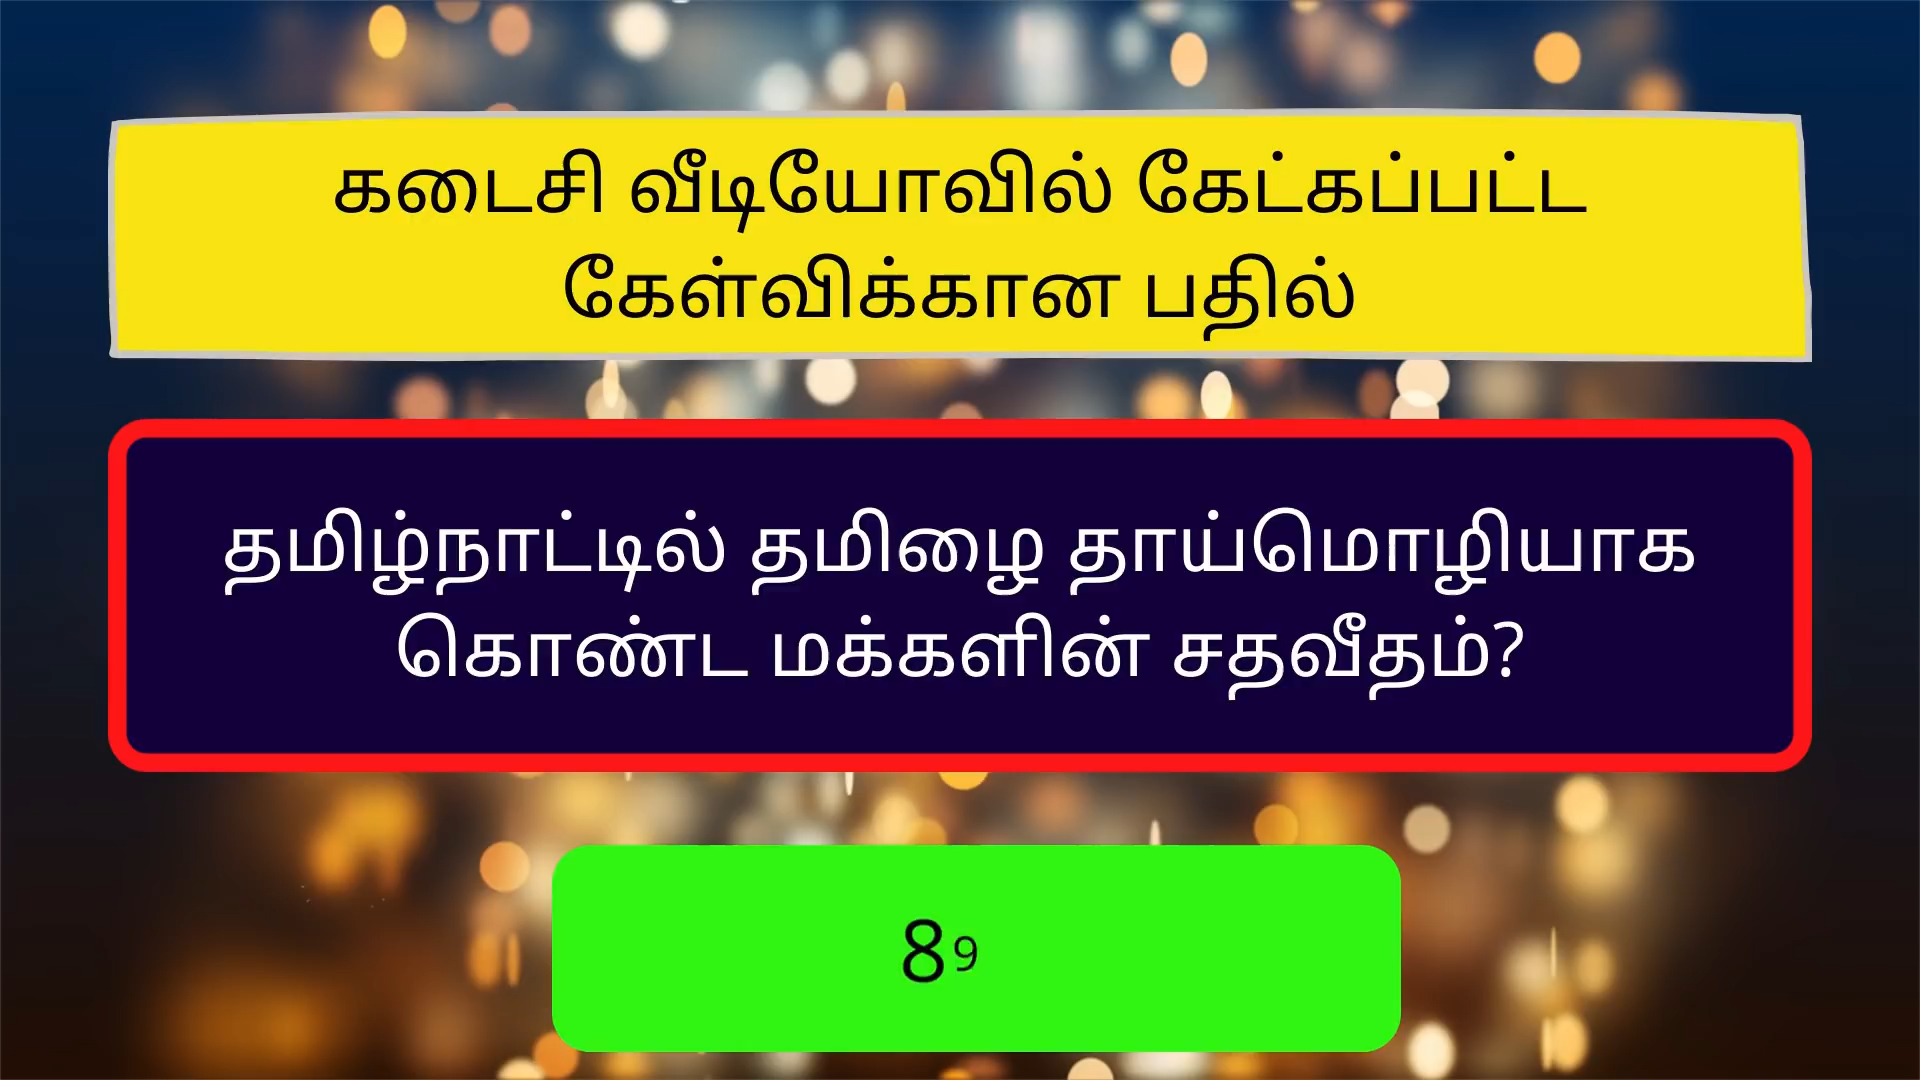 கடைசி வீடியோவில் கேட்கப்பட்ட
கேள்விக்கான பதில்
தமிழ்நாட்டில் தமிழை தாய்மொழியாக
கொண்ட மக்களின் சதவீதம்?
89